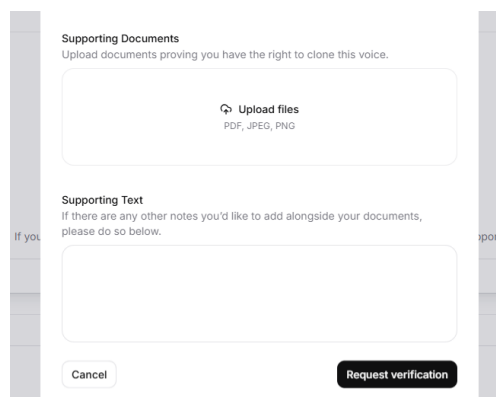 Supporting Documents
Upload documents proving you have the right to clone this voice.
Upload files
PDF, JPEG, PNG
Supporting Text
If there are any other notes you'd like to add alongside your documents,
please do so below.
If you
Cancel
Request verification